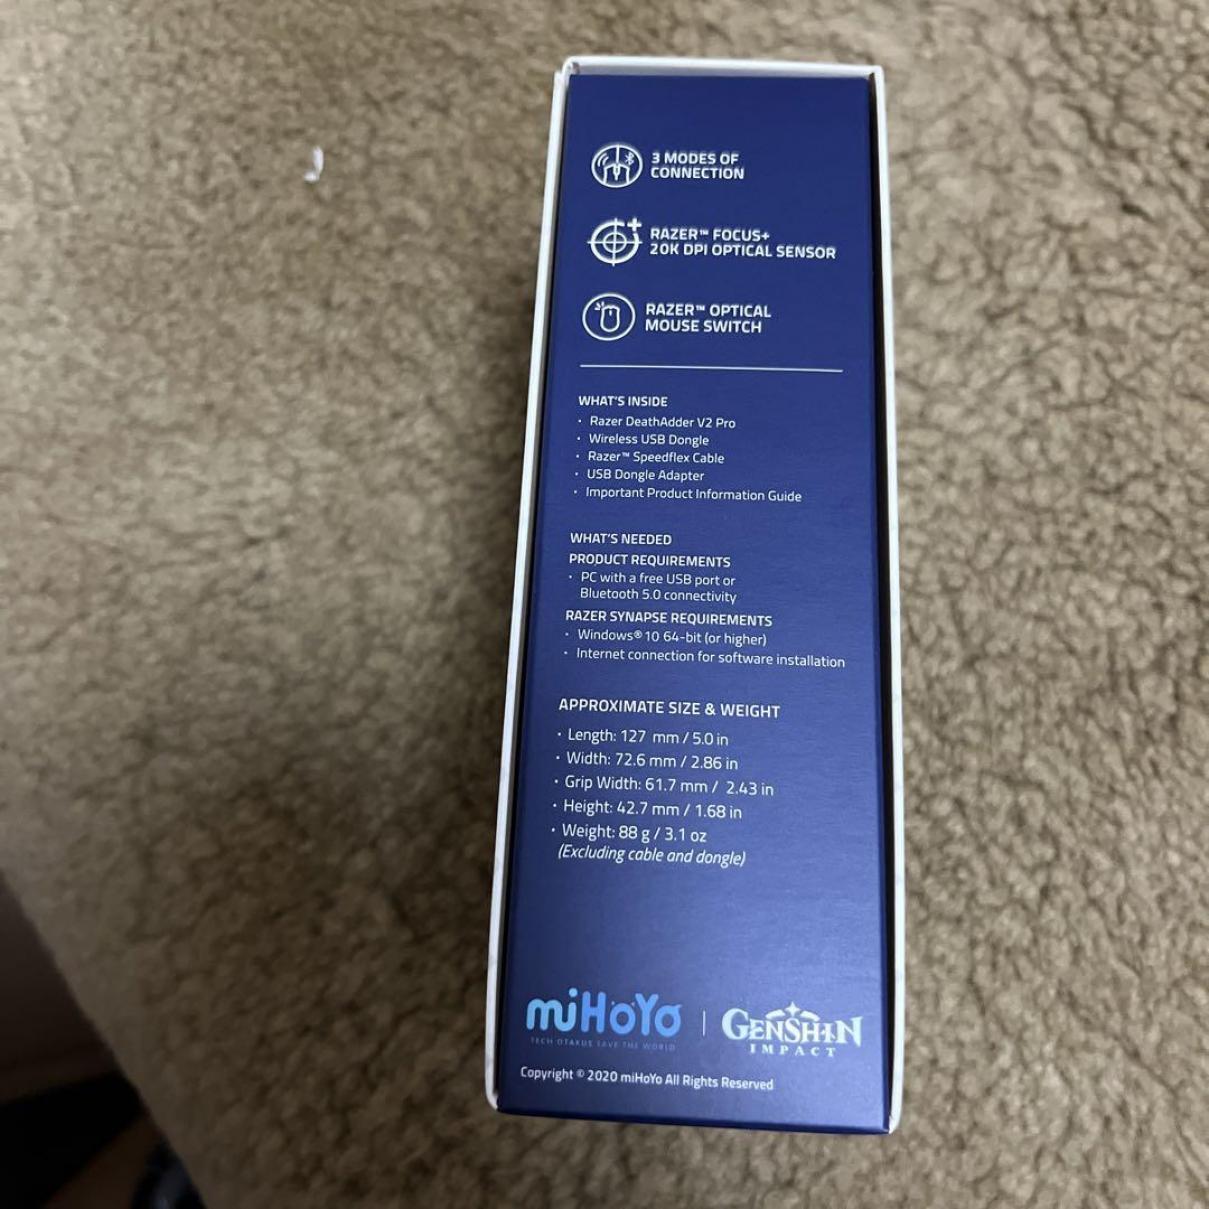 3 MODES OF
CONNECTION
RAZER™ FOCUS+
20K DPI OPTICAL SENSOR
RAZER™ OPTICAL
MOUSE SWITCH
WHAT'S INSIDE
· Razer DeathAdder V2 Pro
· Wireless USB Dongle
· Razer™ Speedflex Cable
· USB Dongle Adapter
· Important Product Information Guide
WHAT'S NEEDED
PRODUCT REQUIREMENTS
· PC with a free USB port or
Bluetooth 5.0 connectivity
RAZER SYNAPSE REQUIREMENTS
· Windows® 10 64-bit (or higher)
· Internet connection for software installation
APPROXIMATE SIZE & WEIGHT
· Length: 127 mm / 5.0 in
· Width: 72.6 mm / 2.86 in
· Grip Width: 61.7 mm / 2.43 in
· Height: 42.7 mm / 1.68 in
· Weight: 88 g / 3.1 oz
(Excluding cable and dongle)
miHoYo | GENSHIN
TECH OTAKUS SAVE THE WORLD IMPACT
Copyright © 2020 miHoYo All Rights Reserved